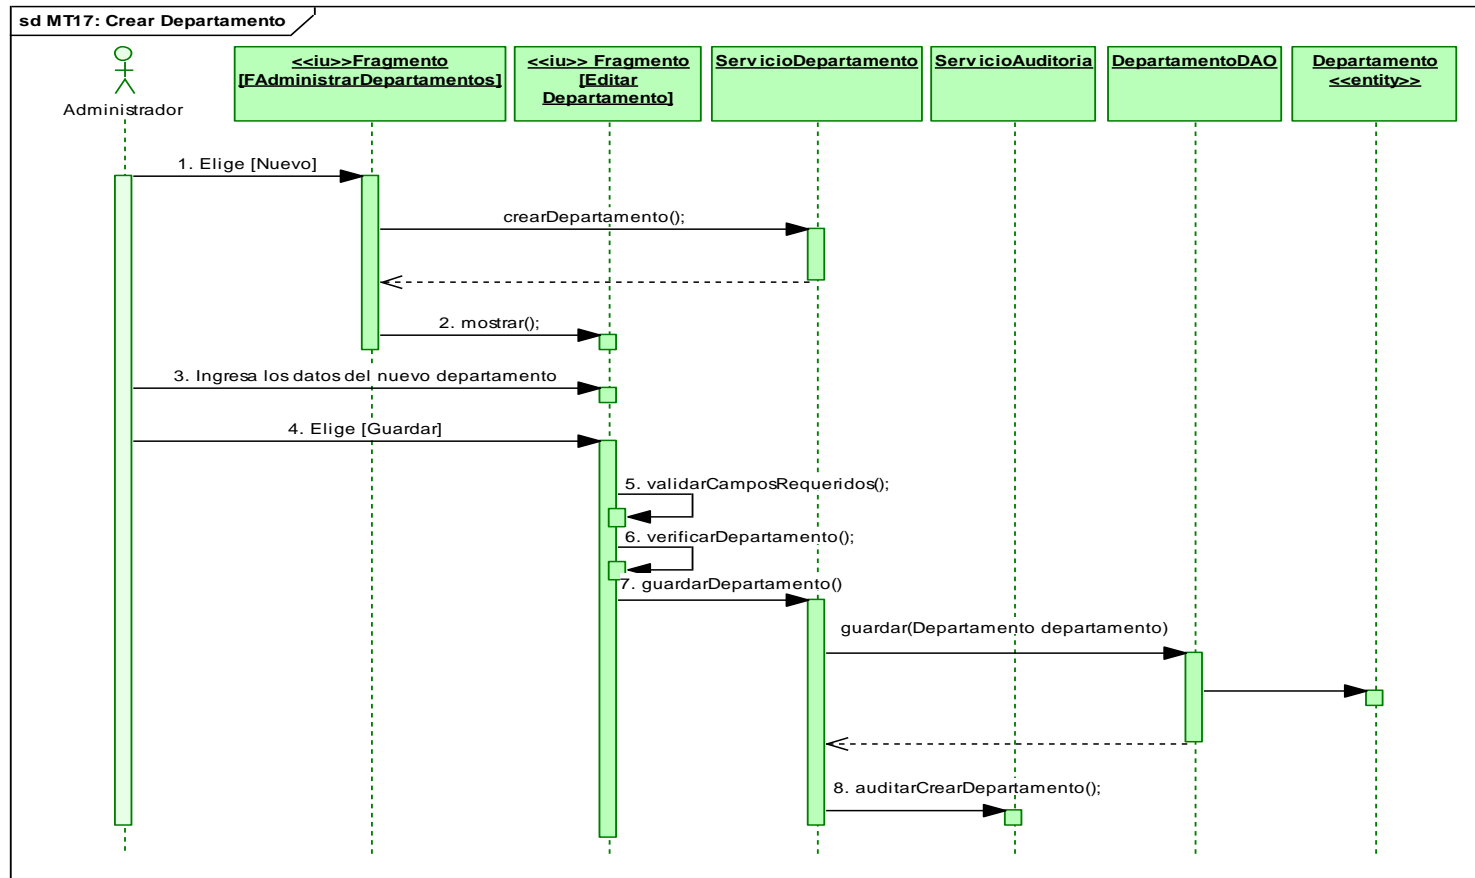 sd MT17: Crear Departamento
Administrador
<<iu>>Fragmento
[FAdministrarDepartamentos]
<<iu>> Fragmento
[Editar
Departamento]
ServicioDepartamento
ServicioAuditoria
DepartamentoDAO
Departamento
<<entity>>
1. Elige [Nuevo]
crearDepartamento();
2. mostrar();
3. Ingresa los datos del nuevo departamento
4. Elige [Guardar]
5. validarCamposRequeridos();
6. verificarDepartamento();
7. guardarDepartamento()
guardar(Departamento departamento)
8. auditarCrearDepartamento();